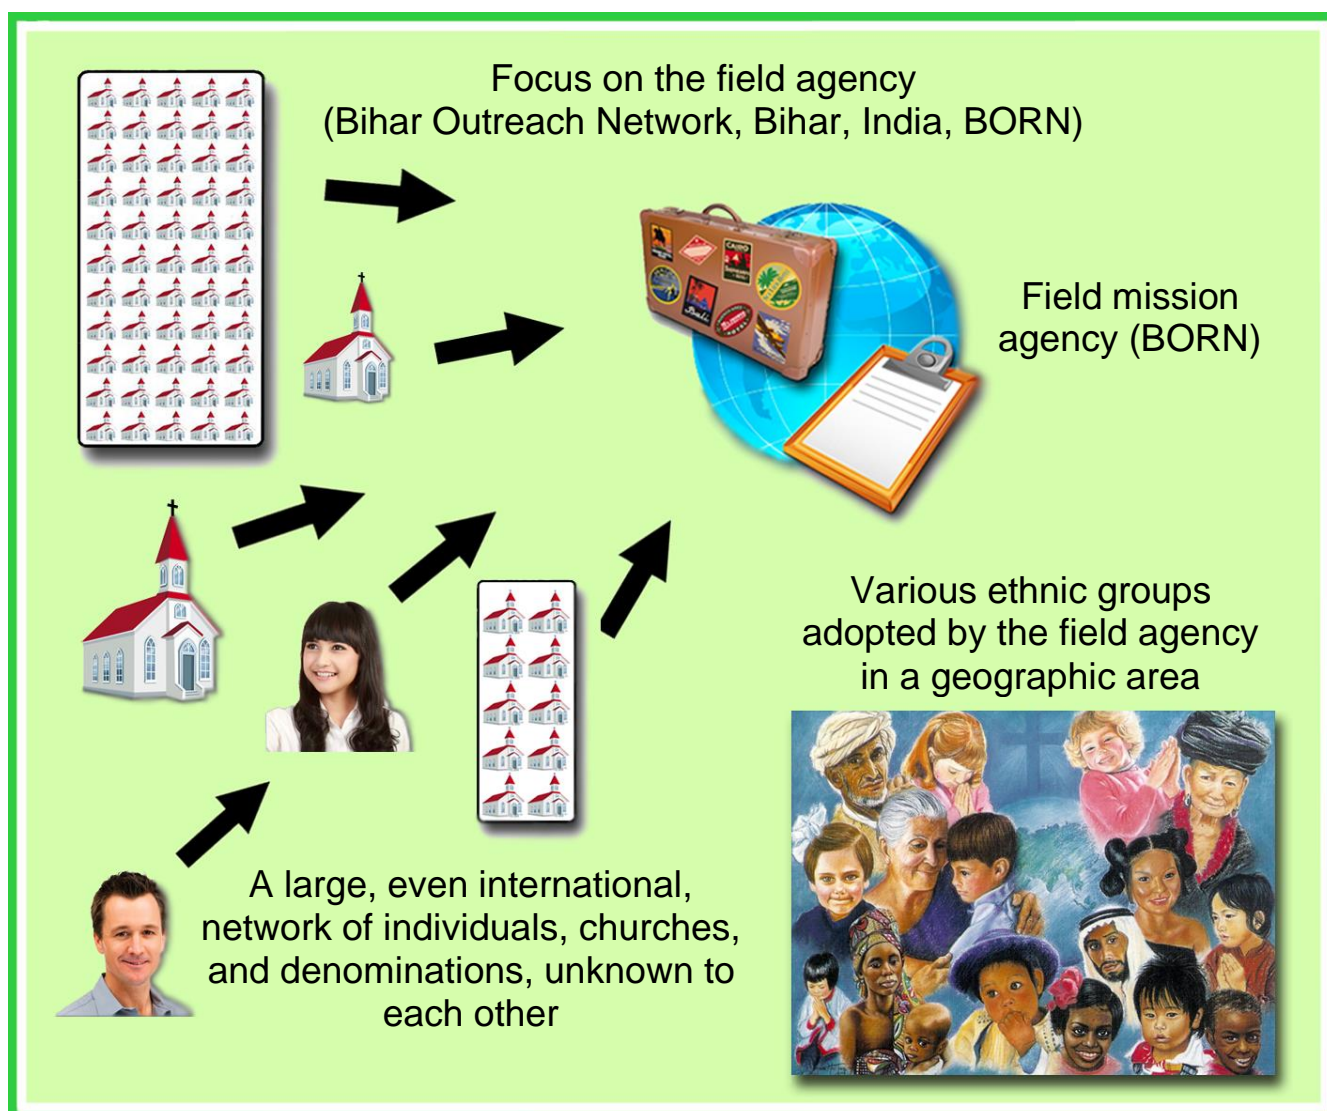 Focus on the field agency
(Bihar Outreach Network, Bihar, India, BORN)
CAIRO
Bali
Field mission
agency (BORN)
Various ethnic groups
adopted by the field agency
in a geographic area
A large, even international,
network of individuals, churches,
and denominations, unknown to
each other